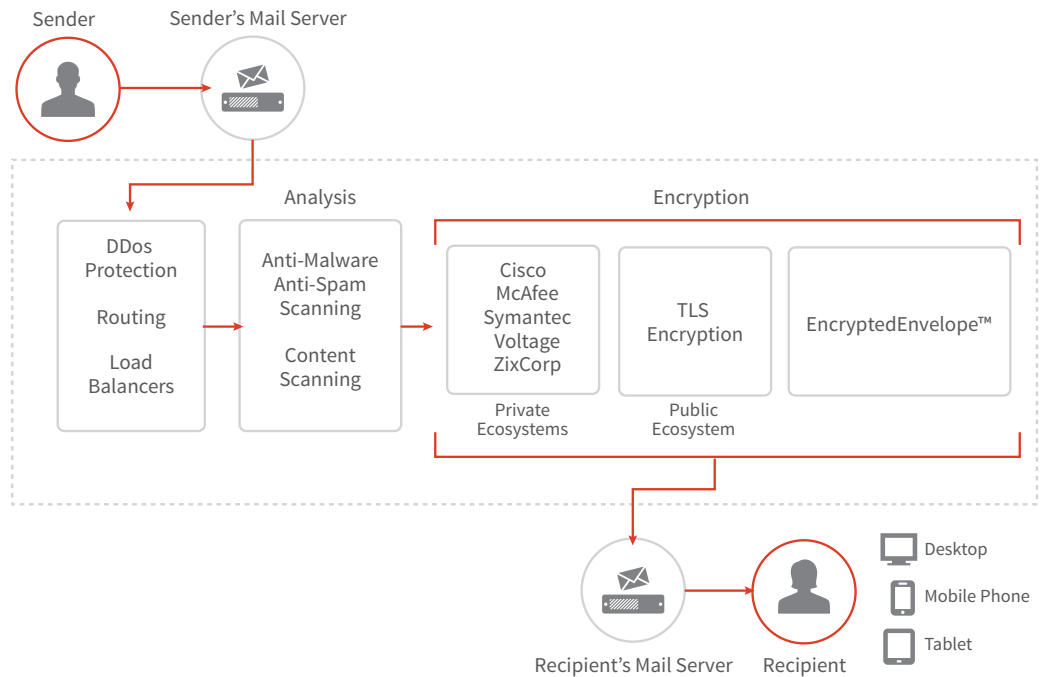 Sender
Sender's Mail Server
Analysis
Encryption
DDos
Protection
Routing
Load
Balancers
Anti-Malware
Anti-Spam
Scanning
Content
Scanning
Cisco
McAfee
Symantec
Voltage
ZixCorp
TLS
Encryption
EncryptedEnvelope™
Private
Ecosystems
Public
Ecosystem
Desktop
Mobile Phone
Tablet
Recipient's Mail Server
Recipient